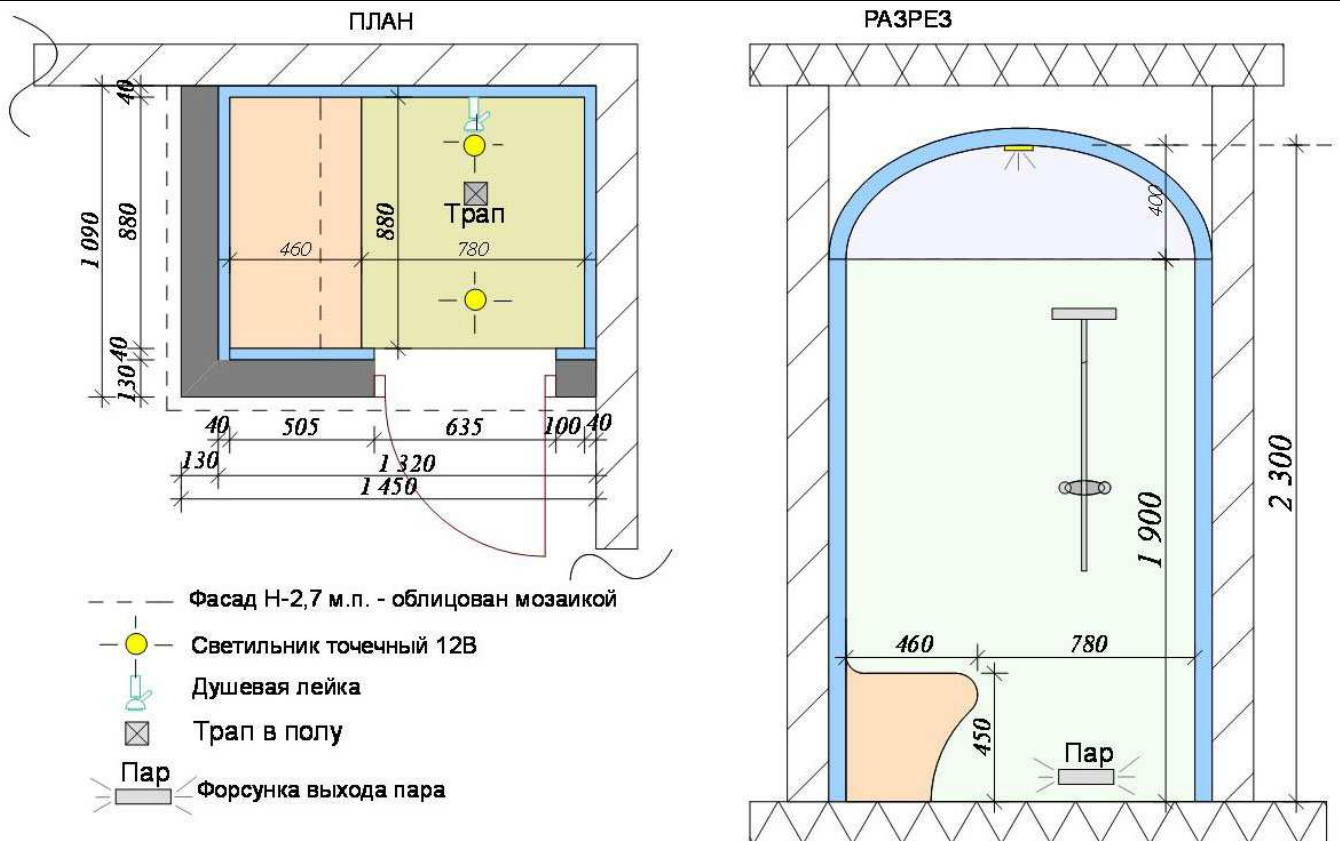 ПЛАН
РАЗРЕЗ
40
1 090
880
880
Трап
460
780
40
130
40
505
635
100
40
130
1 320
1 450
400
1 900
2 300
460
780
450
Пар
Фасад Н-2,7 м.п. - облицован мозаикой
Светильник точечный 12В
Душевая лейка
Трап в полу
Пар
Форсунка выхода пара